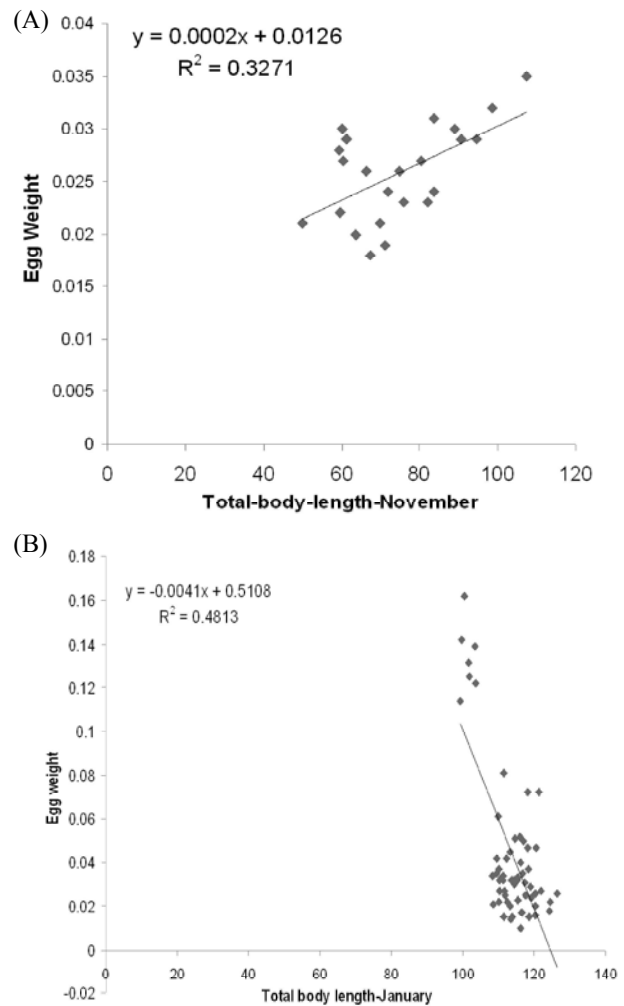 (A)
y = 0.0002x + 0.0126
R² = 0.3271
0.04
0.035
0.03
0.025
0.02
0.015
0.01
0.005
0
Egg Weight
0 20 40 60 80 100 120
Total-body-length-November
(B)
0.18
y = -0.0041x + 0.5108
R² = 0.4813
0.16
0.14
0.12
0.1
0.08
0.06
0.04
0.02
0
-0.02
Egg weight
0 20 40 60 80 100 120 140
Total body length-January